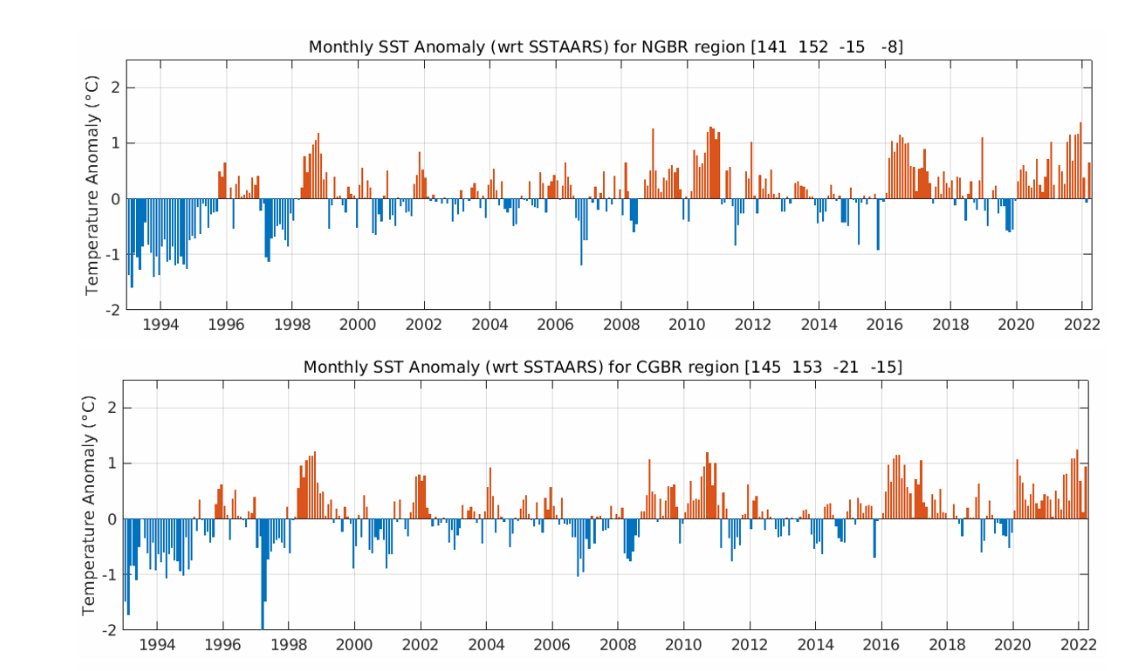 Monthly SST Anomaly (wrt SSTAARS) for NGBR region [141 152 -15 -8]
Temperature Anomaly (°C)
2
1
0
-1
-2
1994 1996 1998 2000 2002 2004 2006 2008 2010 2012 2014 2016 2018 2020 2022
Monthly SST Anomaly (wrt SSTAARS) for CGBR region [145 153 -21 -15]
Temperature Anomaly (°C)
2
1
0
-1
-2
1994 1996 1998 2000 2002 2004 2006 2008 2010 2012 2014 2016 2018 2020 2022